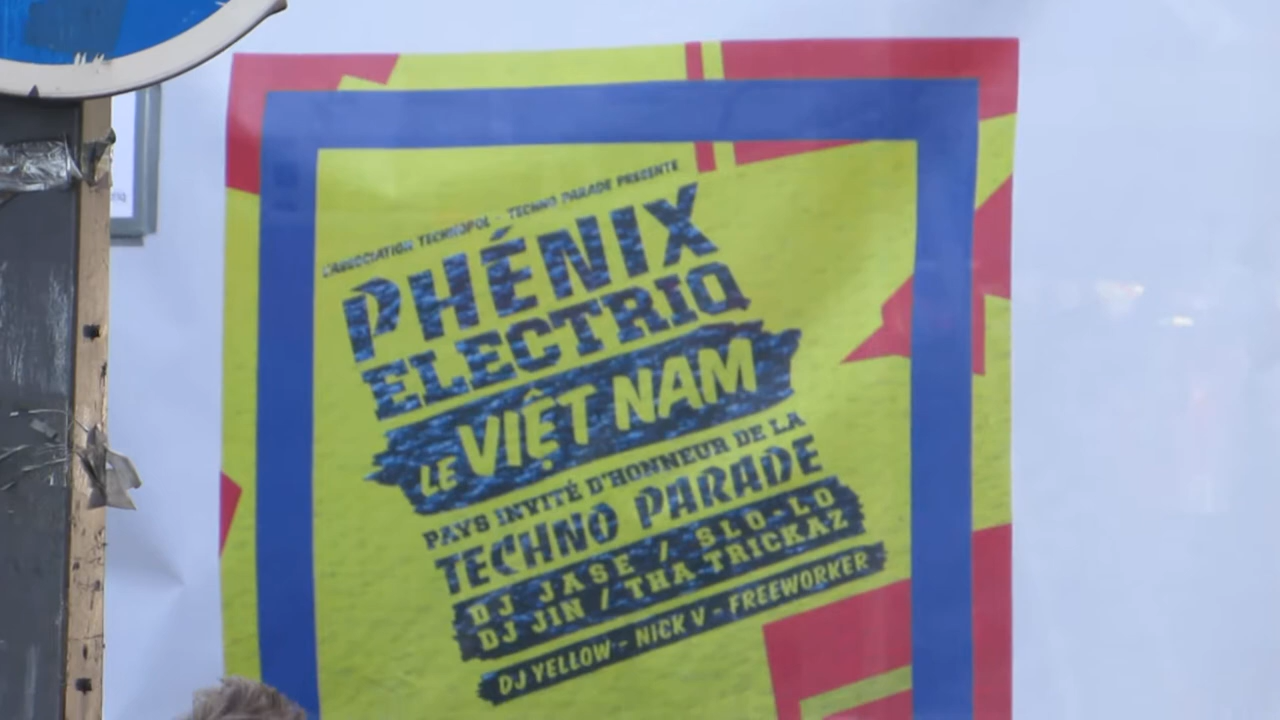 L'ASSOCIATION TECHNOPOL - TECHNO PARADE PRÉSENTE
PHÉNIX
ELECTRIQ
LE VIỆT NAM
PAYS INVITÉ D'HONNEUR DE LA
TECHNO PARADE
DJ JASE / SLO-LO
DJ JIN / THA TRICKAZ
DJ YELLOW - NICK V - FREEWORKER